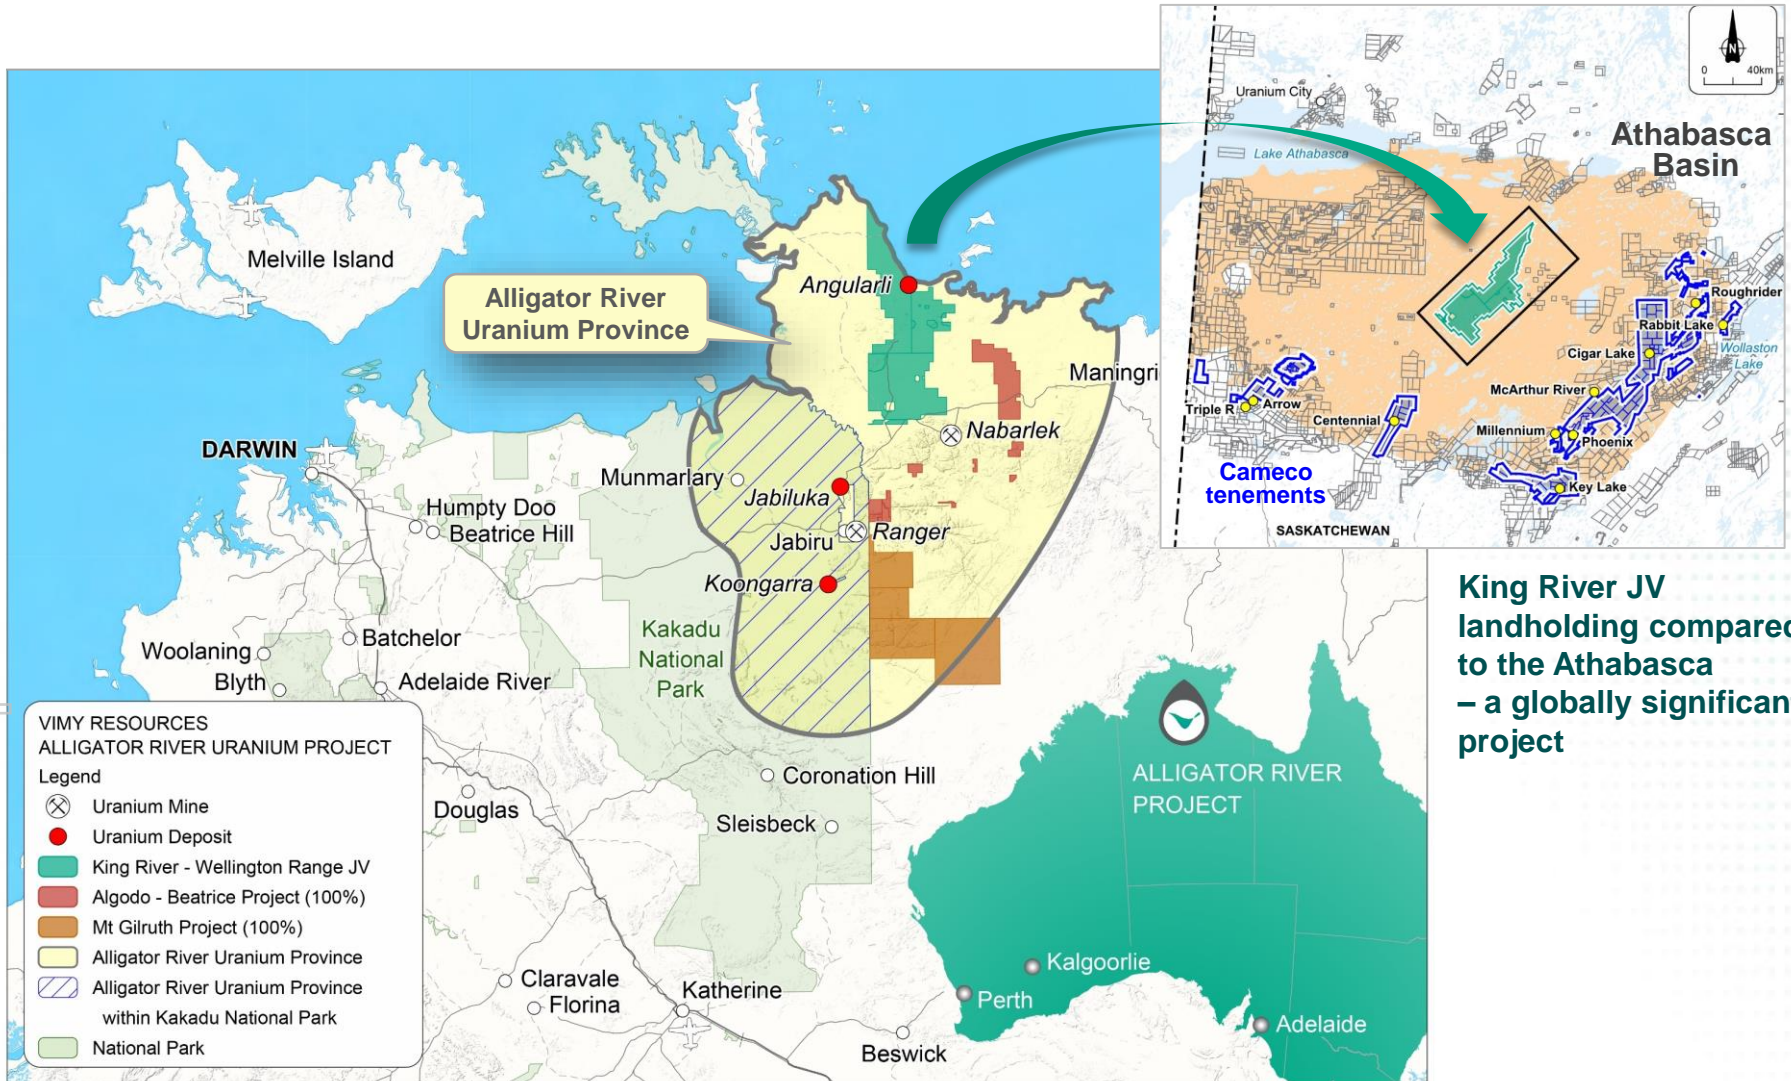 Melville Island
Alligator River
Uranium Province
Angularli
Maningri
DARWIN
Nabarlek
Munmarlary
Jabiluka
Humpty Doo
Beatrice Hill
Ranger
Jabiru
Koongarra
Kakadu
National
Park
Batchelor
Woolaning
Blyth
Adelaide River
Coronation Hill
Douglas
Sleisbeck
Claravale
Florina
Katherine
Beswick
VIMY RESOURCES
ALLIGATOR RIVER URANIUM PROJECT
Legend
Uranium Mine
Uranium Deposit
King River - Wellington Range JV
Algodo - Beatrice Project (100%)
Mt Gilruth Project (100%)
Alligator River Uranium Province
Alligator River Uranium Province
within Kakadu National Park
National Park
N
0 40km
Uranium City
Lake Athabasca
Athabasca
Basin
Roughrider
Rabbit Lake
Wollaston
Lake
Cigar Lake
McArthur River
Triple R
Arrow
Centennial
Millennium
Phoenix
Cameco
tenements
Key Lake
SASKATCHEWAN
King River JV
landholding compared
to the Athabasca
– a globally significan
project
ALLIGATOR RIVER
PROJECT
Kalgoorlie
Perth
Adelaide